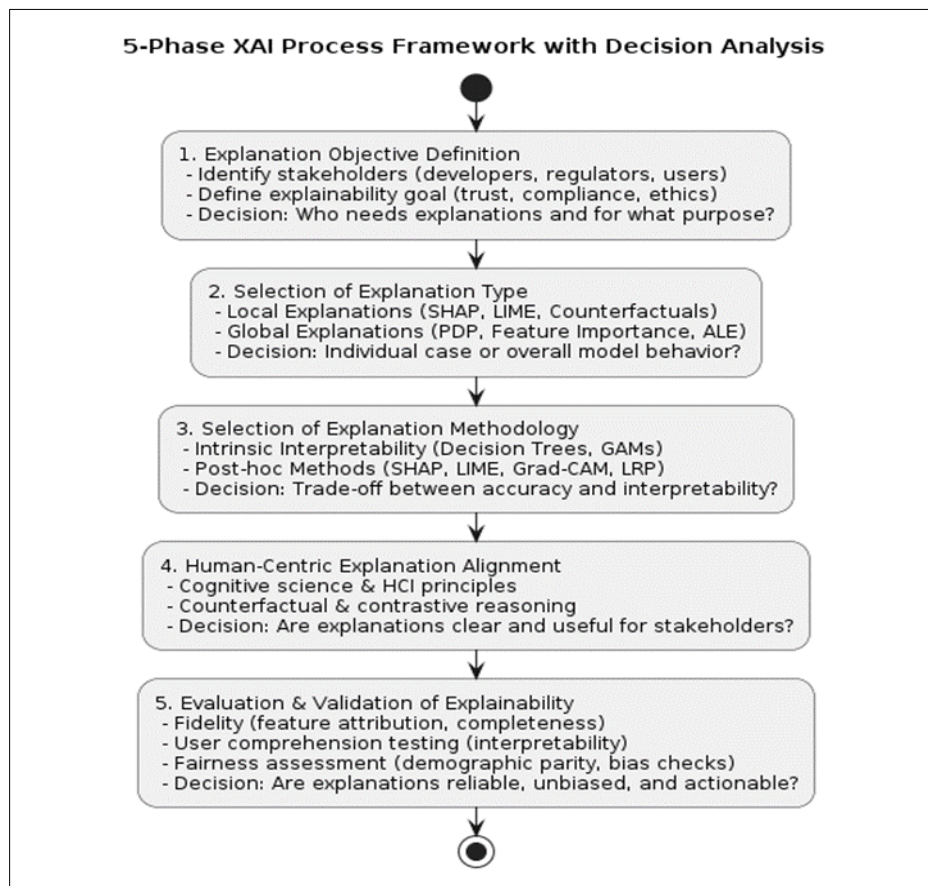 5-Phase XAI Process Framework with Decision Analysis
1. Explanation Objective Definition
- Identify stakeholders (developers, regulators, users)
- Define explainability goal (trust, compliance, ethics)
- Decision: Who needs explanations and for what purpose?
2. Selection of Explanation Type
- Local Explanations (SHAP, LIME, Counterfactuals)
- Global Explanations (PDP, Feature Importance, ALE)
- Decision: Individual case or overall model behavior?
3. Selection of Explanation Methodology
- Intrinsic Interpretability (Decision Trees, GAMs)
- Post-hoc Methods (SHAP, LIME, Grad-CAM, LRP)
- Decision: Trade-off between accuracy and interpretability?
4. Human-Centric Explanation Alignment
- Cognitive science & HCI principles
- Counterfactual & contrastive reasoning
- Decision: Are explanations clear and useful for stakeholders?
5. Evaluation & Validation of Explainability
- Fidelity (feature attribution, completeness)
- User comprehension testing (interpretability)
- Fairness assessment (demographic parity, bias checks)
- Decision: Are explanations reliable, unbiased, and actionable?